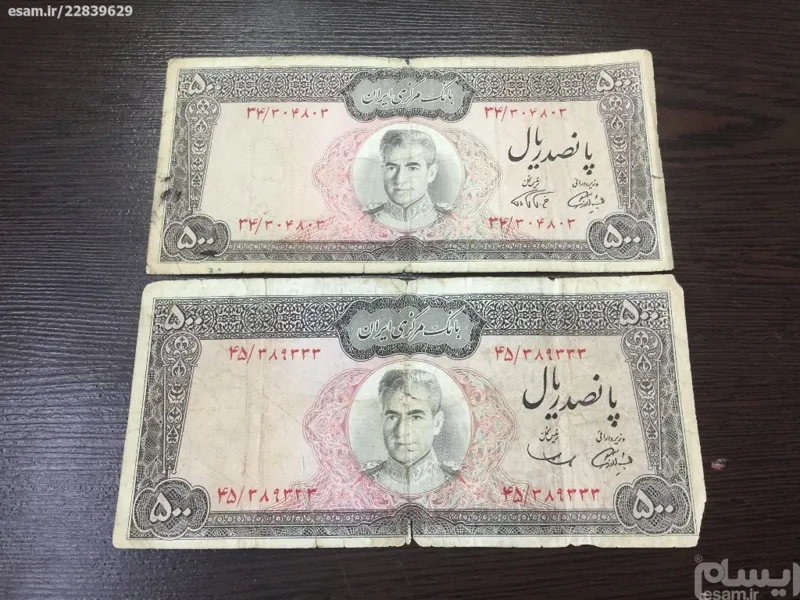 esam.ir/22839629
۵۰۰ ۵۰۰
بانک مرکزی ایران
۳۴/۳۰۴۸۰۳ ۳۴/۳۰۴۸۰۳
پانصد ریال
وزیر دارائی رئیس کل
۳۴/۳۰۴۸۰۳ ۳۴/۳۰۴۸۰۳
۵۰۰ ۵۰۰
۵۰۰ ۵۰۰
بانک مرکزی ایران
۴۵/۳۸۹۳۳۳ ۴۵/۳۸۹۳۳۳
پانصد ریال
وزیر دارائی رئیس کل
۴۵/۳۸۹۳۳۳ ۴۵/۳۸۹۳۳۳
۵۰۰ ۵۰۰
ایسام
esam.ir